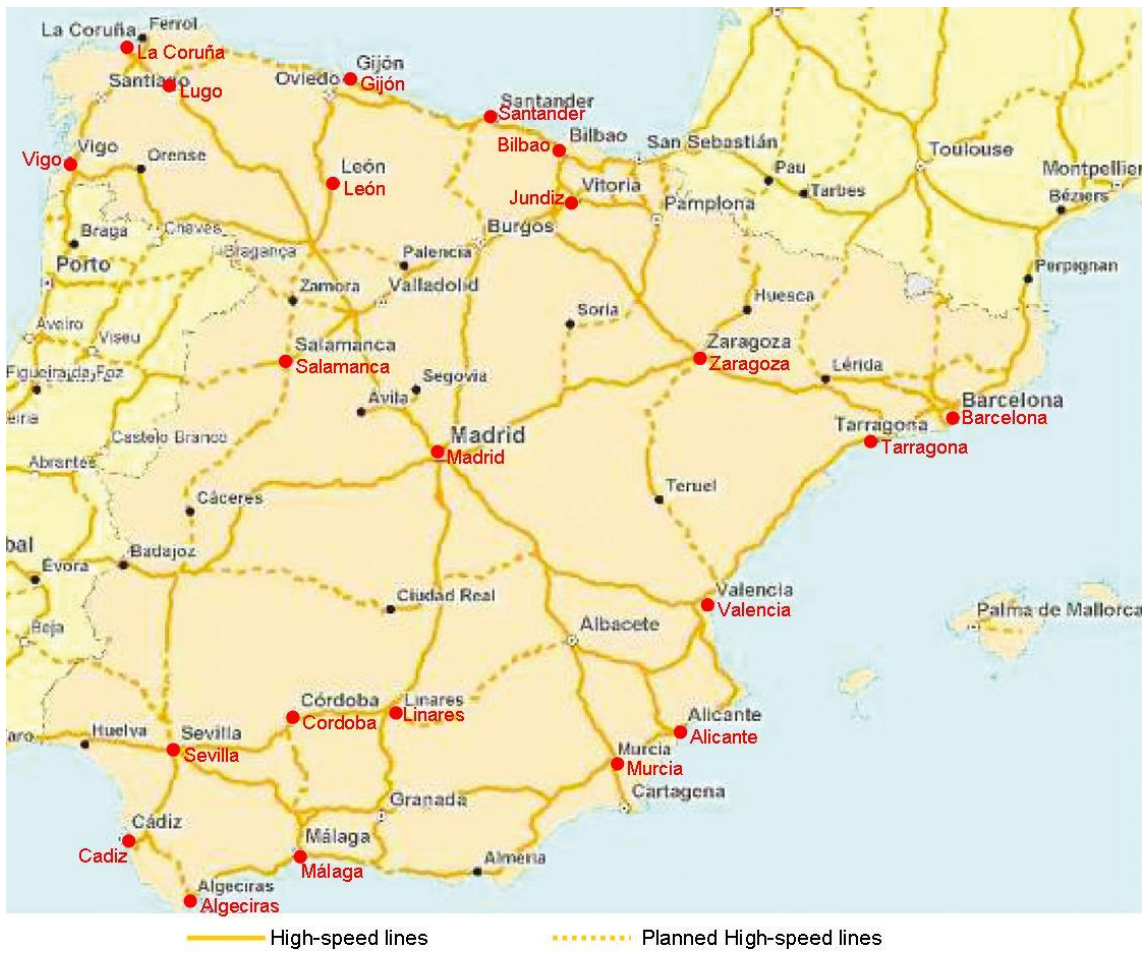 La Coruña
Ferrol
La Coruña
Santiago
Lugo
Oviedo
Gijón
Gijón
Santander
Santander
Bilbao
Bilbao
San Sebastián
Toulouse
Montpellier
Vigo
Vigo
Orense
León
León
Jundiz
Vitoria
Pamplona
Pau
Tarbes
Béziers
Braga
Chaves
Bragança
Burgos
Palencia
Porto
Zamora
Valladolid
Soria
Huesca
Perpignan
Aveiro
Viseu
Salamanca
Salamanca
Zaragoza
Zaragoza
Lérida
Figueira da Foz
Segovia
Avila
Barcelona
Barcelona
eira
Castelo Branco
Madrid
Madrid
Tarragona
Tarragona
Abrantes
Cáceres
Teruel
bal
Badajoz
Évora
Ciudad Real
Valencia
Valencia
Palma de Mallorca
Beja
Albacete
Córdoba
Cordoba
Linares
Linares
Alicante
Alicante
aro
Huelva
Sevilla
Sevilla
Murcia
Murcia
Cartagena
Granada
Cádiz
Cadiz
Málaga
Málaga
Almeria
Algeciras
Algeciras
High-speed lines
Planned High-speed lines